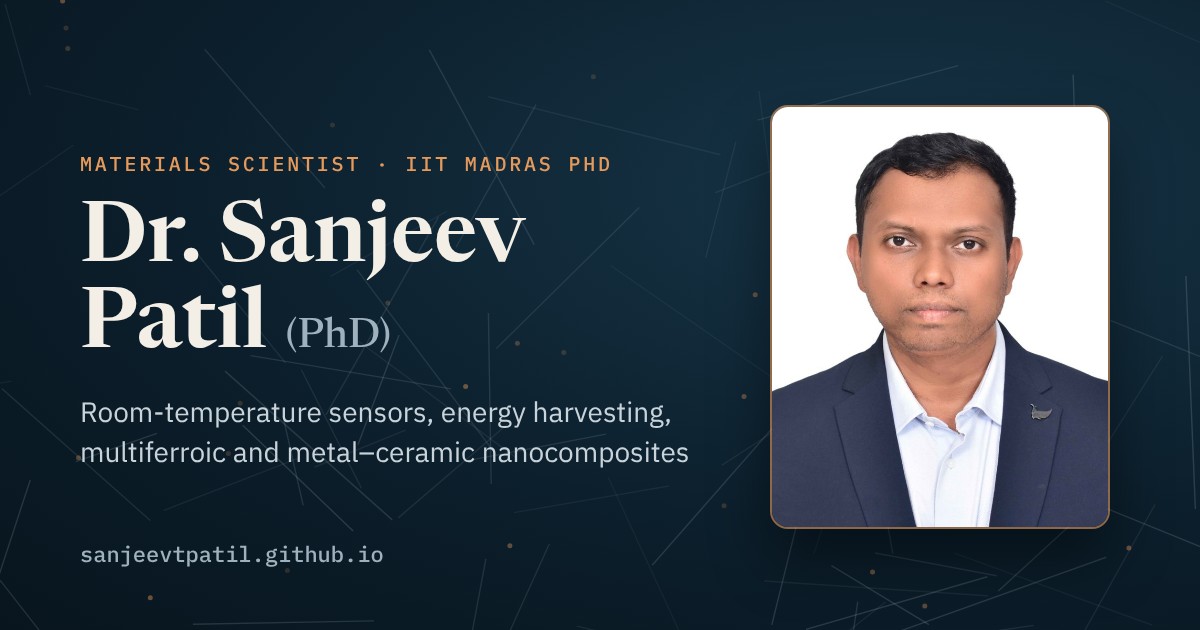 MATERIALS SCIENTIST · IIT MADRAS PHD
Dr. Sanjeev
Patil (PhD)
Room-temperature sensors, energy harvesting,
multiferroic and metal–ceramic nanocomposites
sanjeevtpatil.github.io